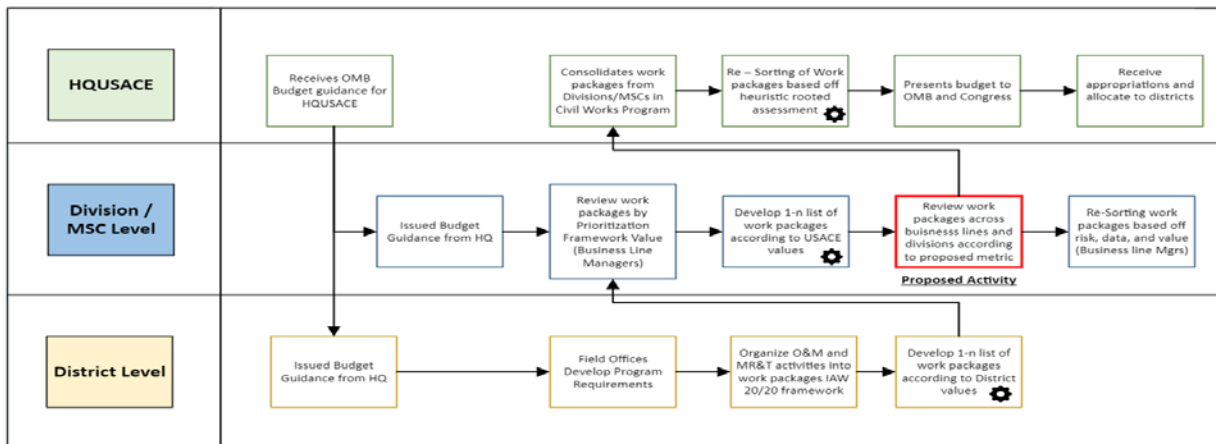 HQUSACE
Receives OMB
Budget guidance for
HQUSACE
Consolidates work
packages from
Divisions/MSCs in
Civil Works Program
Re – Sorting of Work
packages based off
heuristic rooted
assessment
Presents budget to
OMB and Congress
Receive
appropriations and
allocate to districts
Division /
MSC Level
Issued Budget
Guidance from HQ
Review work
packages by
Prioritization
Framework Value
(Business Line
Managers)
Develop 1-n list of
work packages
according to USACE
values
Review work
packages across
buisnesss lines and
divisions according
to proposed metric
Proposed Activity
Re-Sorting work
packages based off
risk, data, and value
(Business line Mgrs)
District Level
Issued Budget
Guidance from HQ
Field Offices
Develop Program
Requirements
Organize O&M and
MR&T activities into
work packages IAW
20/20 framework
Develop 1-n list of
work packages
according to District
values